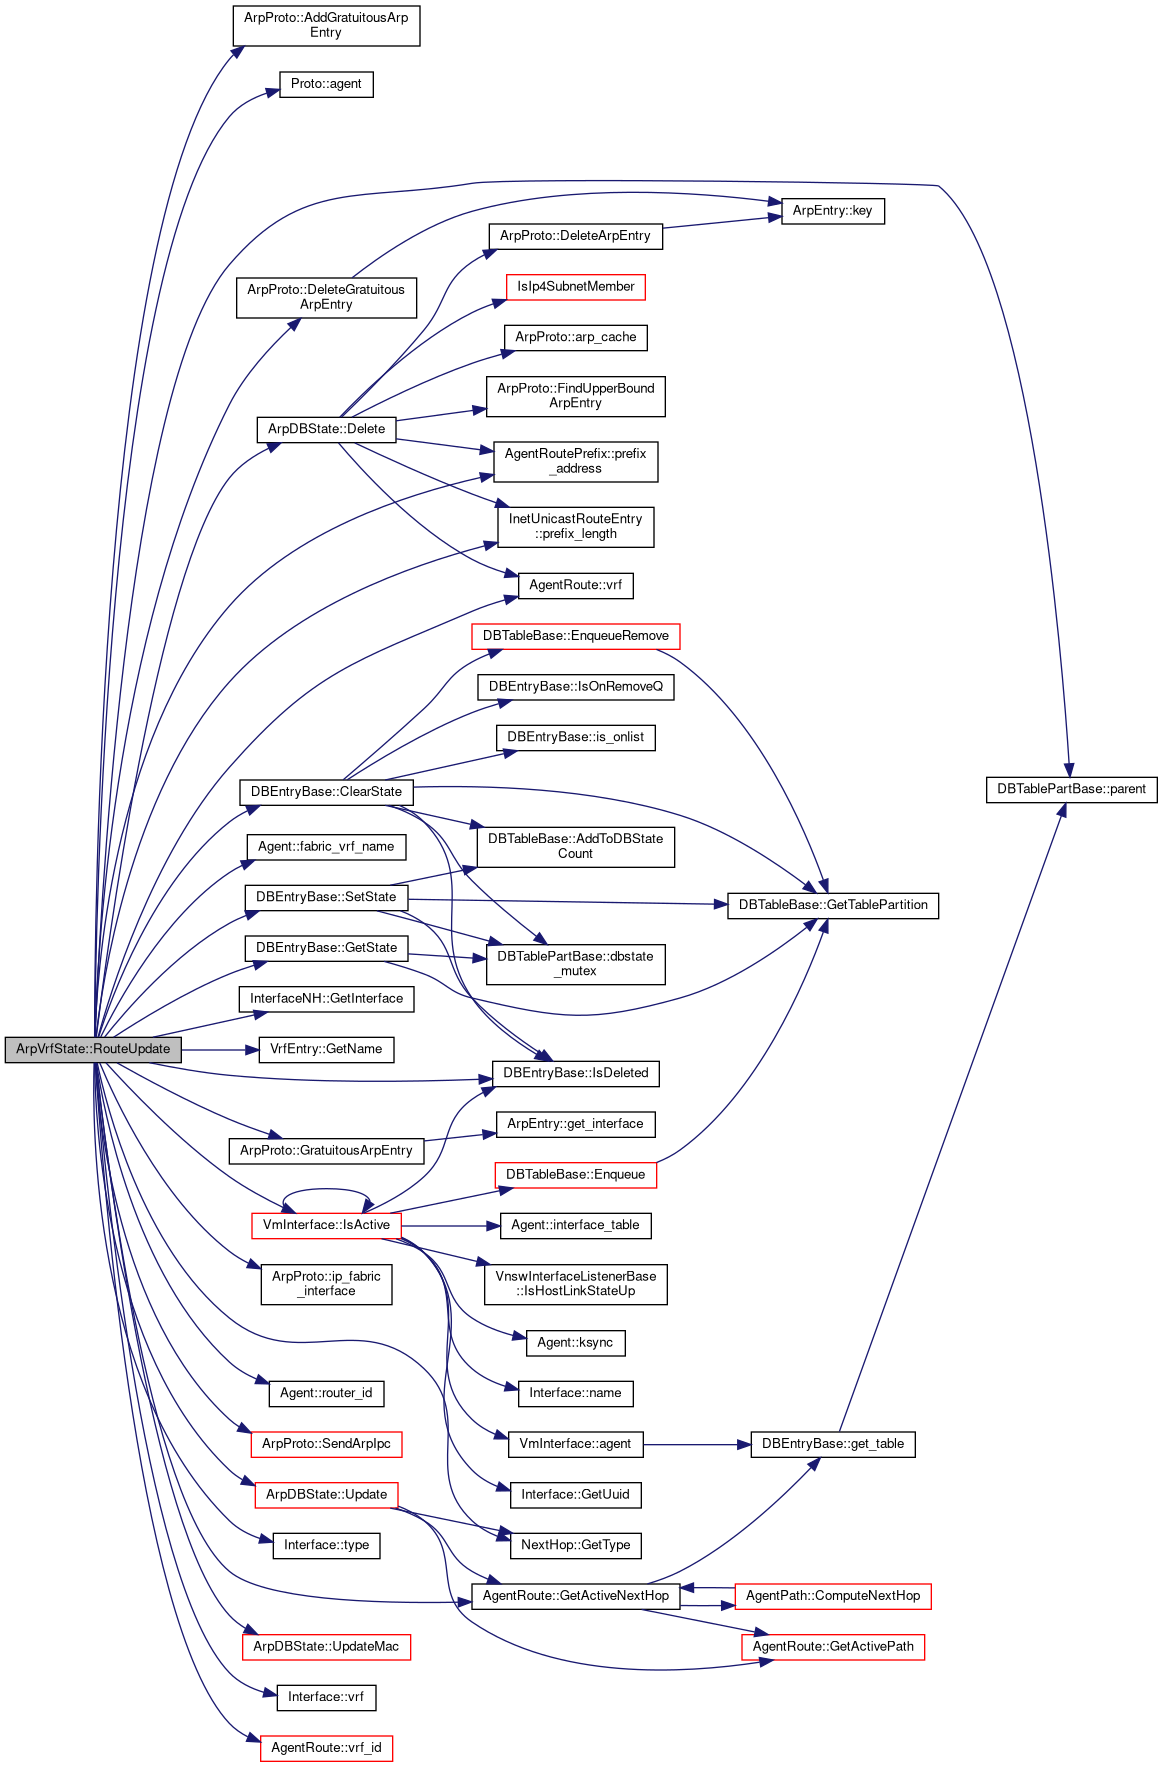 ArpProto::AddGratuitousArp
Entry
Proto::agent
ArpEntry::key
ArpProto::DeleteArpEntry
ArpProto::DeleteGratuitous
ArpEntry
IsIp4SubnetMember
ArpProto::arp_cache
ArpProto::FindUpperBound
ArpEntry
ArpDBState::Delete
AgentRoutePrefix::prefix
_address
InetUnicastRouteEntry
::prefix_length
AgentRoute::vrf
DBTableBase::EnqueueRemove
DBEntryBase::IsOnRemoveQ
DBEntryBase::is_onlist
DBEntryBase::ClearState
DBTablePartBase::parent
DBTableBase::AddToDBState
Count
Agent::fabric_vrf_name
DBEntryBase::SetState
DBTableBase::GetTablePartition
DBEntryBase::GetState
DBTablePartBase::dbstate
_mutex
InterfaceNH::GetInterface
ArpVrfState::RouteUpdate
VrfEntry::GetName
DBEntryBase::IsDeleted
ArpEntry::get_interface
ArpProto::GratuitousArpEntry
DBTableBase::Enqueue
VmInterface::IsActive
Agent::interface_table
ArpProto::ip_fabric
_interface
VnswInterfaceListenerBase
::IsHostLinkStateUp
Agent::ksync
Agent::router_id
Interface::name
ArpProto::SendArpIpc
VmInterface::agent
DBEntryBase::get_table
ArpDBState::Update
Interface::GetUuid
Interface::type
NextHop::GetType
AgentRoute::GetActiveNextHop
AgentPath::ComputeNextHop
ArpDBState::UpdateMac
AgentRoute::GetActivePath
Interface::vrf
AgentRoute::vrf_id